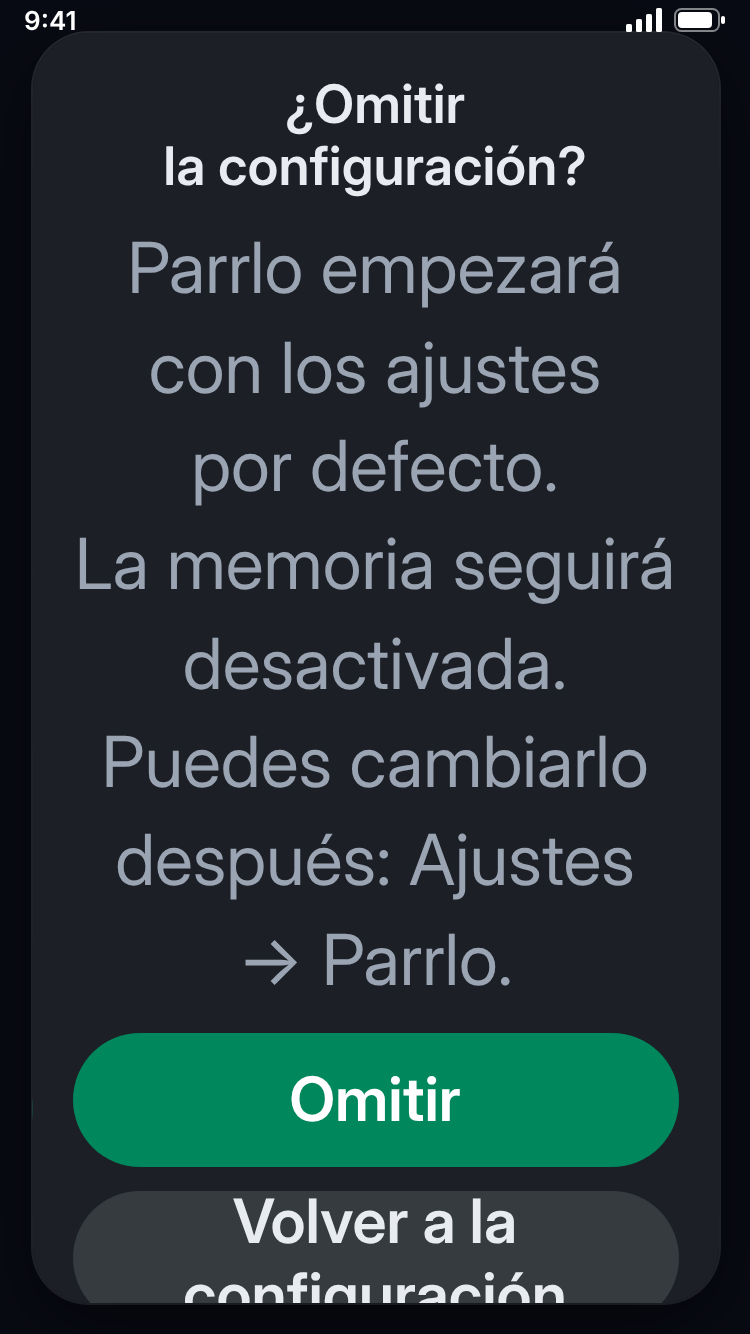 9:41
¿Omitir
la configuración?
Parrlo empezará
con los ajustes
por defecto.
La memoria seguirá
desactivada.
Puedes cambiarlo
después: Ajustes
→ Parrlo.
Omitir
Volver a la
configuración